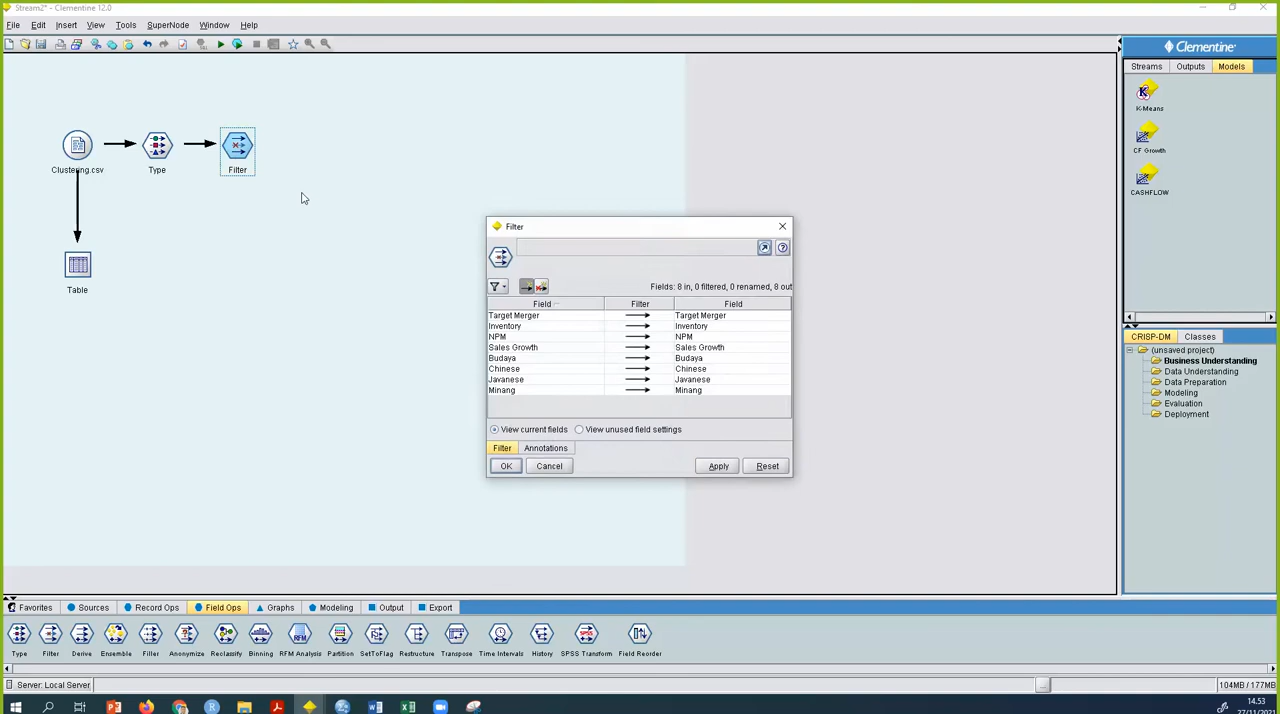 Stream2* - Clementine 12.0
File Edit Insert View Tools SuperNode Window Help
Clementine
Streams Outputs Models
K-Means
CF Growth
CASHFLOW
Clustering.csv
Type
Filter
Table
Filter
Fields: 8 in, 0 filtered, 0 renamed, 8 out
Field Filter Field
Target Merger Target Merger
Inventory Inventory
NPM NPM
Sales Growth Sales Growth
Budaya Budaya
Chinese Chinese
Javanese Javanese
Minang Minang
View current fields View unused field settings
Filter Annotations
OK Cancel Apply Reset
CRISP-DM Classes
(unsaved project)
Business Understanding
Data Understanding
Data Preparation
Modeling
Evaluation
Deployment
Favorites Sources Record Ops Field Ops Graphs Modeling Output Export
Type Filter Derive Ensemble Filler Anonymize Reclassify Binning RFM Analysis Partition SetToFlag Restructure Transpose Time Intervals History SPSS Transform Field Reorder
Server: Local Server 104MB / 177MB
14.53
27/11/2021